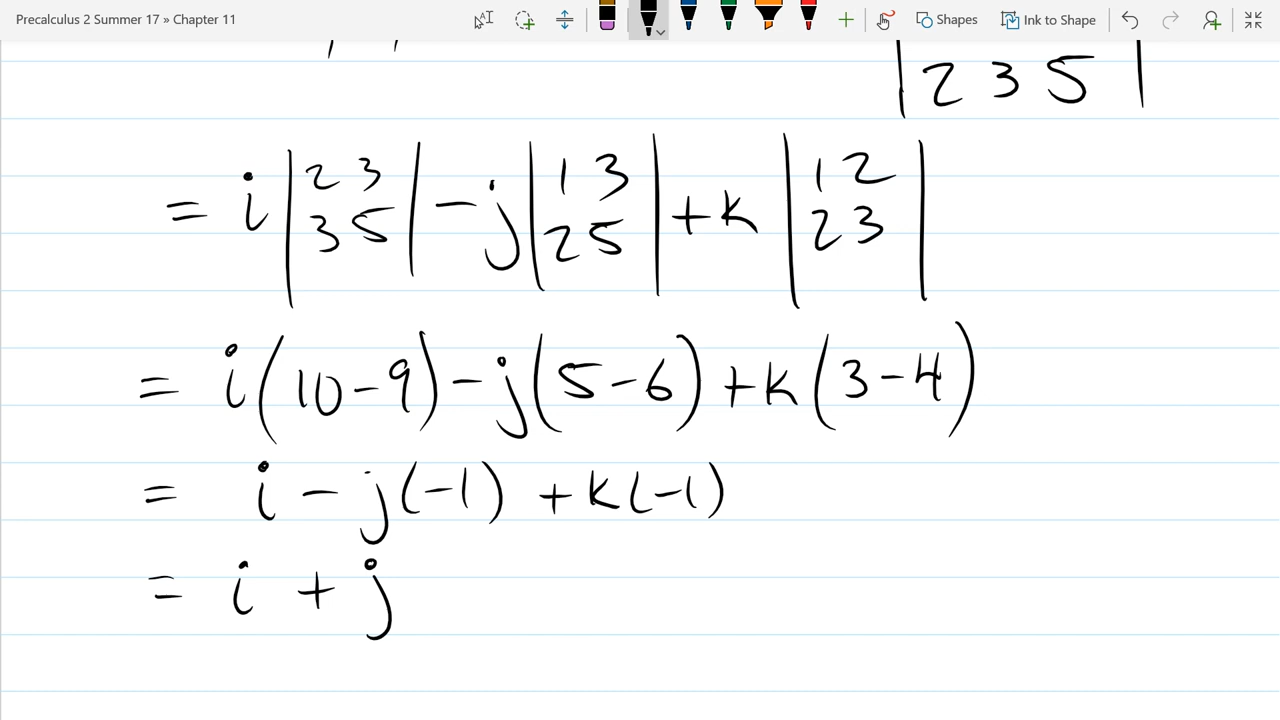 Precalculus 2 Summer 17 » Chapter 11
Shapes
Ink to Shape
| 2 3 5 |
= i |2 3| - j |1 3| + k |1 2|
|3 5| |2 5| |2 3|
= i(10-9) - j(5-6) + k(3-4)
= i - j(-1) + k(-1)
= i + j